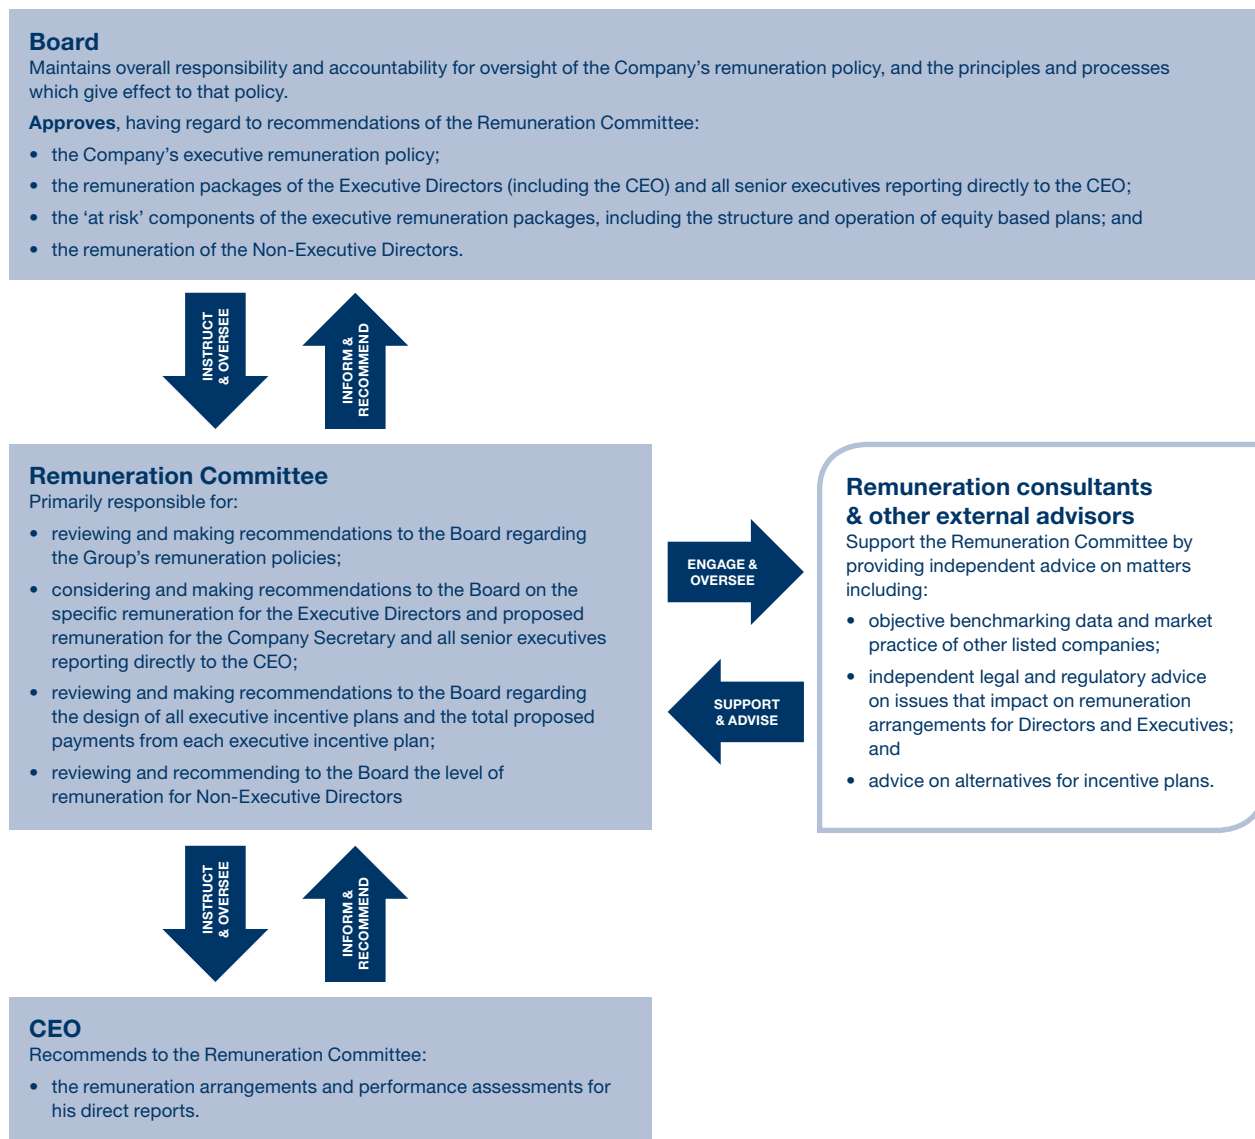 Board
Maintains overall responsibility and accountability for oversight of the Company’s remuneration policy, and the principles and processes
which give effect to that policy.
Approves, having regard to recommendations of the Remuneration Committee:
• the Company’s executive remuneration policy;
• the remuneration packages of the Executive Directors (including the CEO) and all senior executives reporting directly to the CEO;
• the ‘at risk’ components of the executive remuneration packages, including the structure and operation of equity based plans; and
• the remuneration of the Non-Executive Directors.
INSTRUCT
& OVERSEE
INFORM &
RECOMMEND
Remuneration Committee
Primarily responsible for:
• reviewing and making recommendations to the Board regarding
the Group’s remuneration policies;
• considering and making recommendations to the Board on the
specific remuneration for the Executive Directors and proposed
remuneration for the Company Secretary and all senior executives
reporting directly to the CEO;
• reviewing and making recommendations to the Board regarding
the design of all executive incentive plans and the total proposed
payments from each executive incentive plan;
• reviewing and recommending to the Board the level of
remuneration for Non-Executive Directors
ENGAGE &
OVERSEE
SUPPORT
& ADVISE
Remuneration consultants
& other external advisors
Support the Remuneration Committee by
providing independent advice on matters
including:
• objective benchmarking data and market
practice of other listed companies;
• independent legal and regulatory advice
on issues that impact on remuneration
arrangements for Directors and Executives;
and
• advice on alternatives for incentive plans.
INSTRUCT
& OVERSEE
INFORM &
RECOMMEND
CEO
Recommends to the Remuneration Committee:
• the remuneration arrangements and performance assessments for
his direct reports.